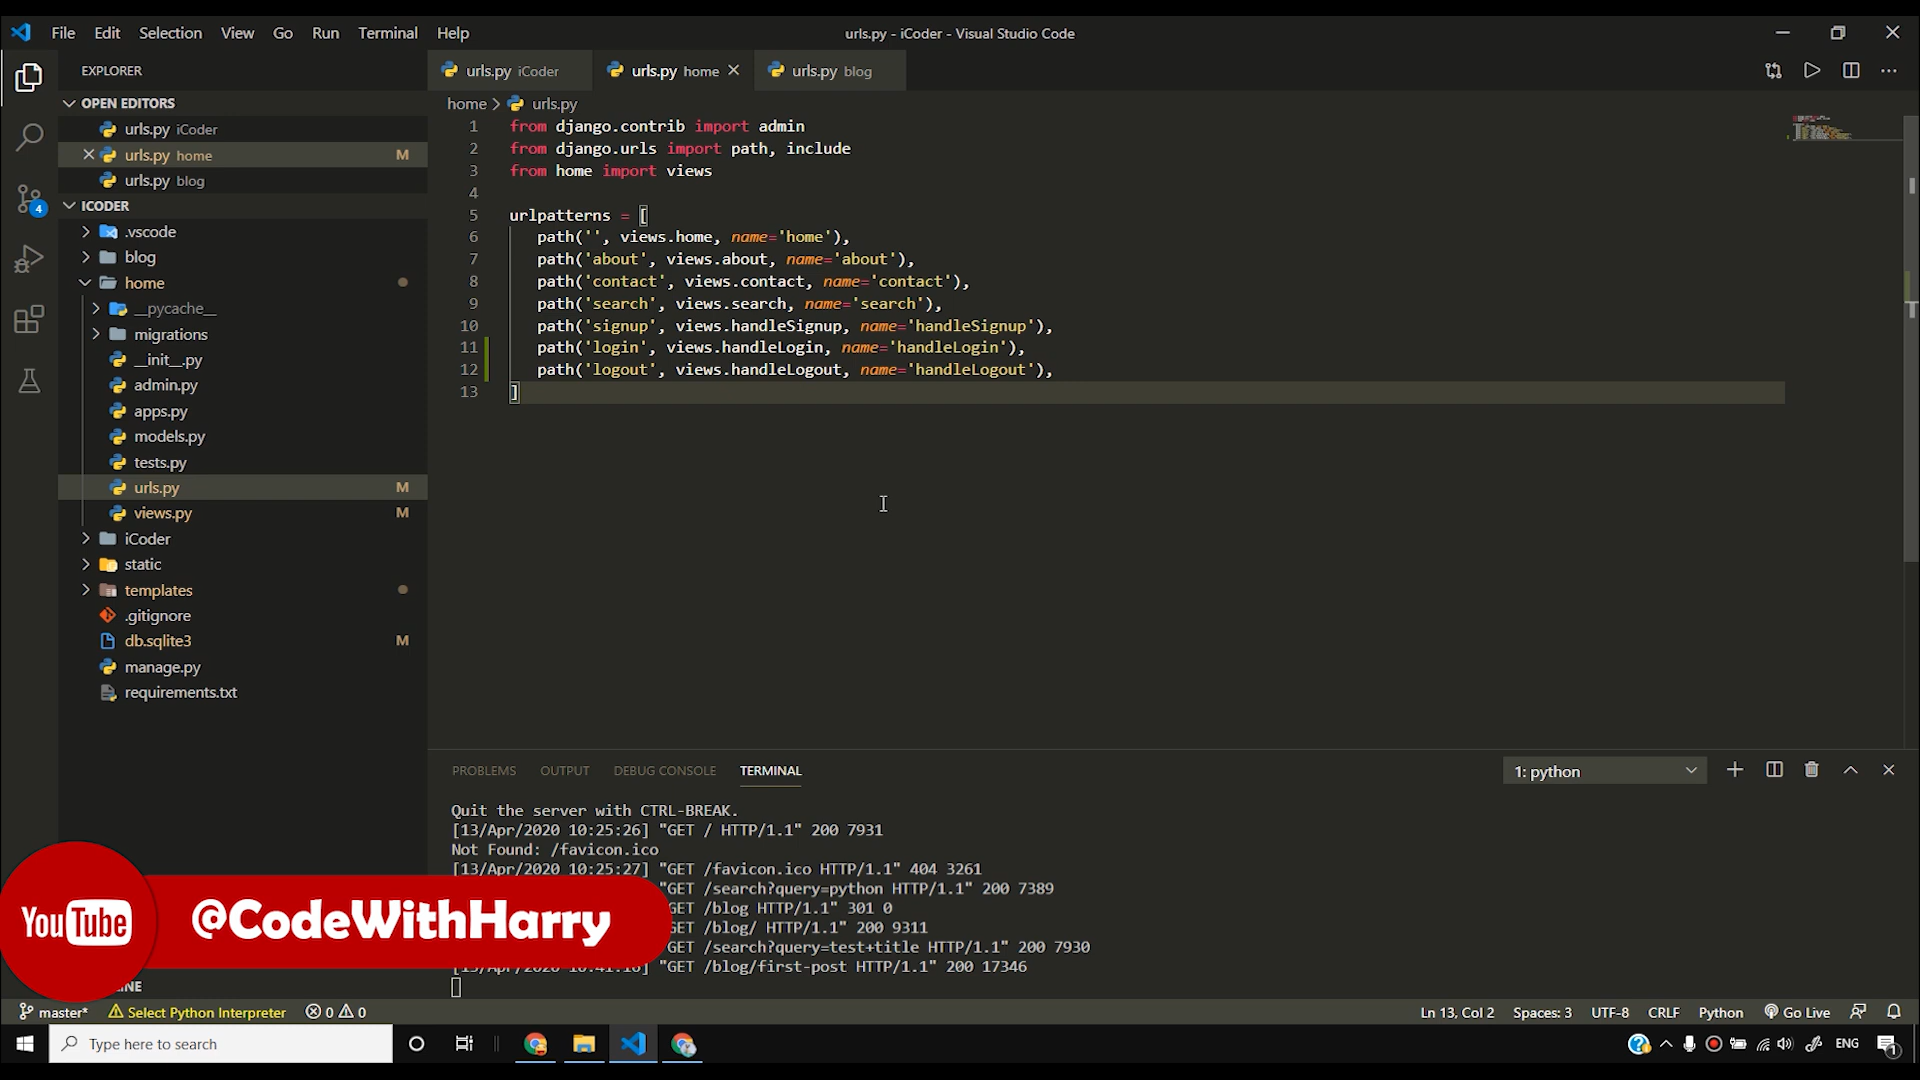 File Edit Selection View Go Run Terminal Help
urls.py - iCoder - Visual Studio Code
EXPLORER
OPEN EDITORS
urls.py iCoder
urls.py home M
urls.py blog
4
ICODER
.vscode
blog
home
__pycache__
migrations
__init__.py
admin.py
apps.py
models.py
tests.py
urls.py M
views.py M
iCoder
static
templates
.gitignore
db.sqlite3 M
manage.py
requirements.txt
urls.py iCoder urls.py home urls.py blog
home > urls.py
1 from django.contrib import admin
2 from django.urls import path, include
3 from home import views
4
5 urlpatterns = [
6 path('', views.home, name='home'),
7 path('about', views.about, name='about'),
8 path('contact', views.contact, name='contact'),
9 path('search', views.search, name='search'),
10 path('signup', views.handleSignup, name='handleSignup'),
11 path('login', views.handleLogin, name='handleLogin'),
12 path('logout', views.handleLogout, name='handleLogout'),
13 ]
PROBLEMS OUTPUT DEBUG CONSOLE TERMINAL
1: python
Quit the server with CTRL-BREAK.
[13/Apr/2020 10:25:26] "GET / HTTP/1.1" 200 7931
Not Found: /favicon.ico
[13/Apr/2020 10:25:27] "GET /favicon.ico HTTP/1.1" 404 3261
"GET /search?query=python HTTP/1.1" 200 7389
GET /blog HTTP/1.1" 301 0
GET /blog/ HTTP/1.1" 200 9311
"GET /search?query=test+title HTTP/1.1" 200 7930
"GET /blog/first-post HTTP/1.1" 200 17346
YouTube @CodeWithHarry
master* Select Python Interpreter 0 0
Ln 13, Col 2 Spaces: 3 UTF-8 CRLF Python Go Live
Type here to search
ENG
1